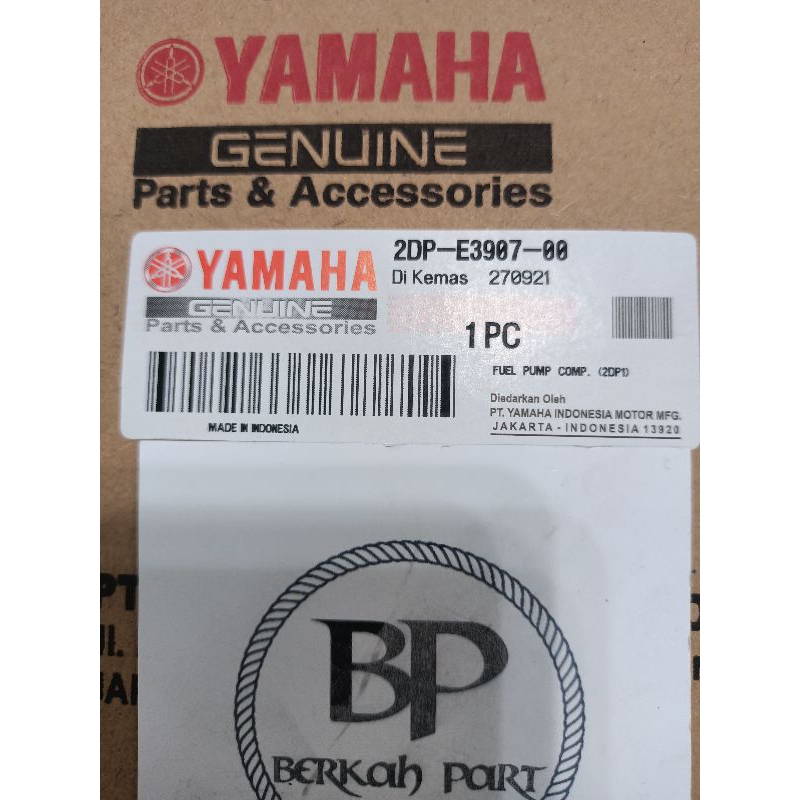 YAMAHA
GENUINE
Parts & Accessories
YAMAHA
GENUINE
Parts & Accessories
2DP-E3907-00
Di Kemas 270921
1 PC
FUEL PUMP COMP. (2DP1)
Diedarkan Oleh
PT. YAMAHA INDONESIA MOTOR MFG.
JAKARTA - INDONESIA 13920
MADE IN INDONESIA
PT
BP
BERKAH PART